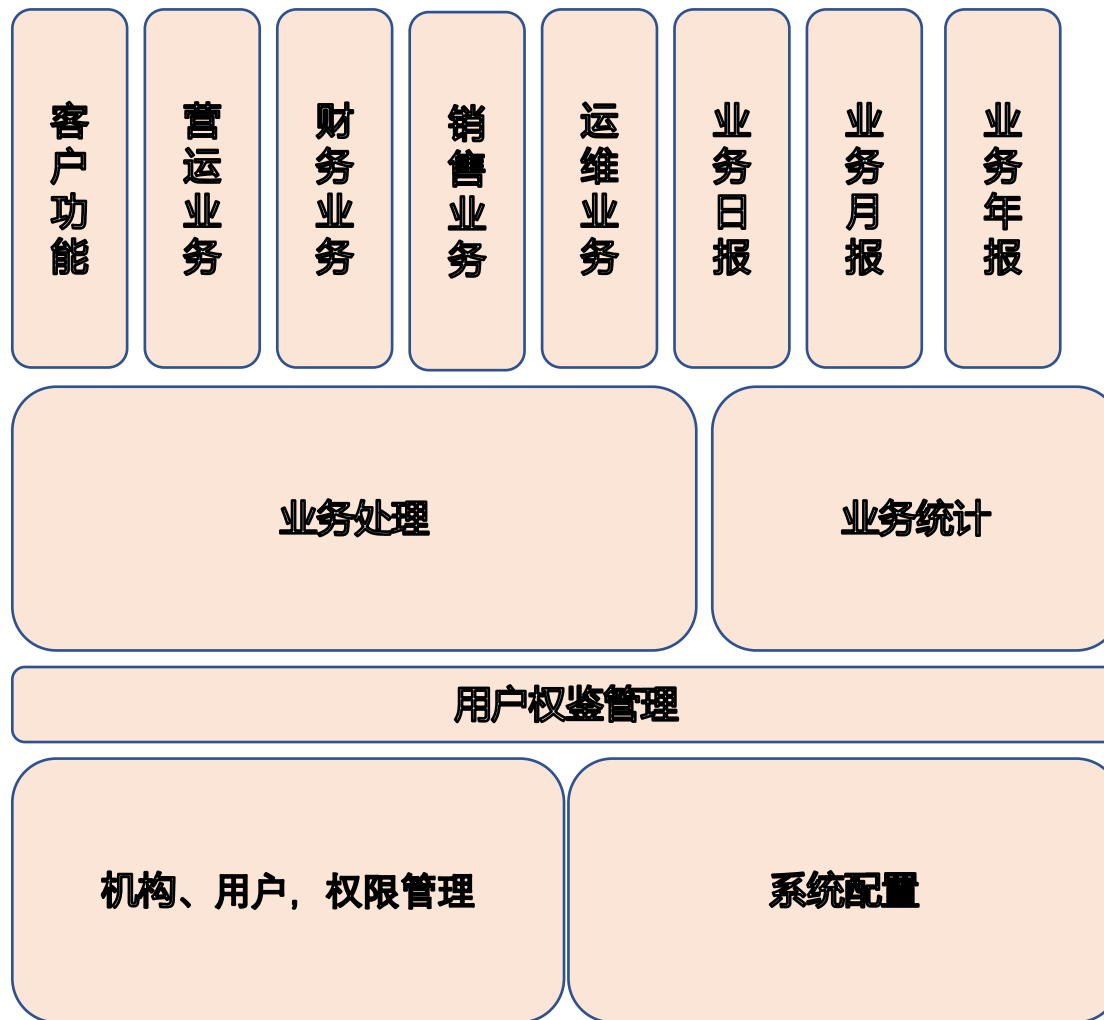 客户功能
营运业务
财务业务
销售业务
运维业务
业务日报
业务月报
业务年报
业务处理
业务统计
用户权鉴管理
机构、用户，权限管理
系统配置